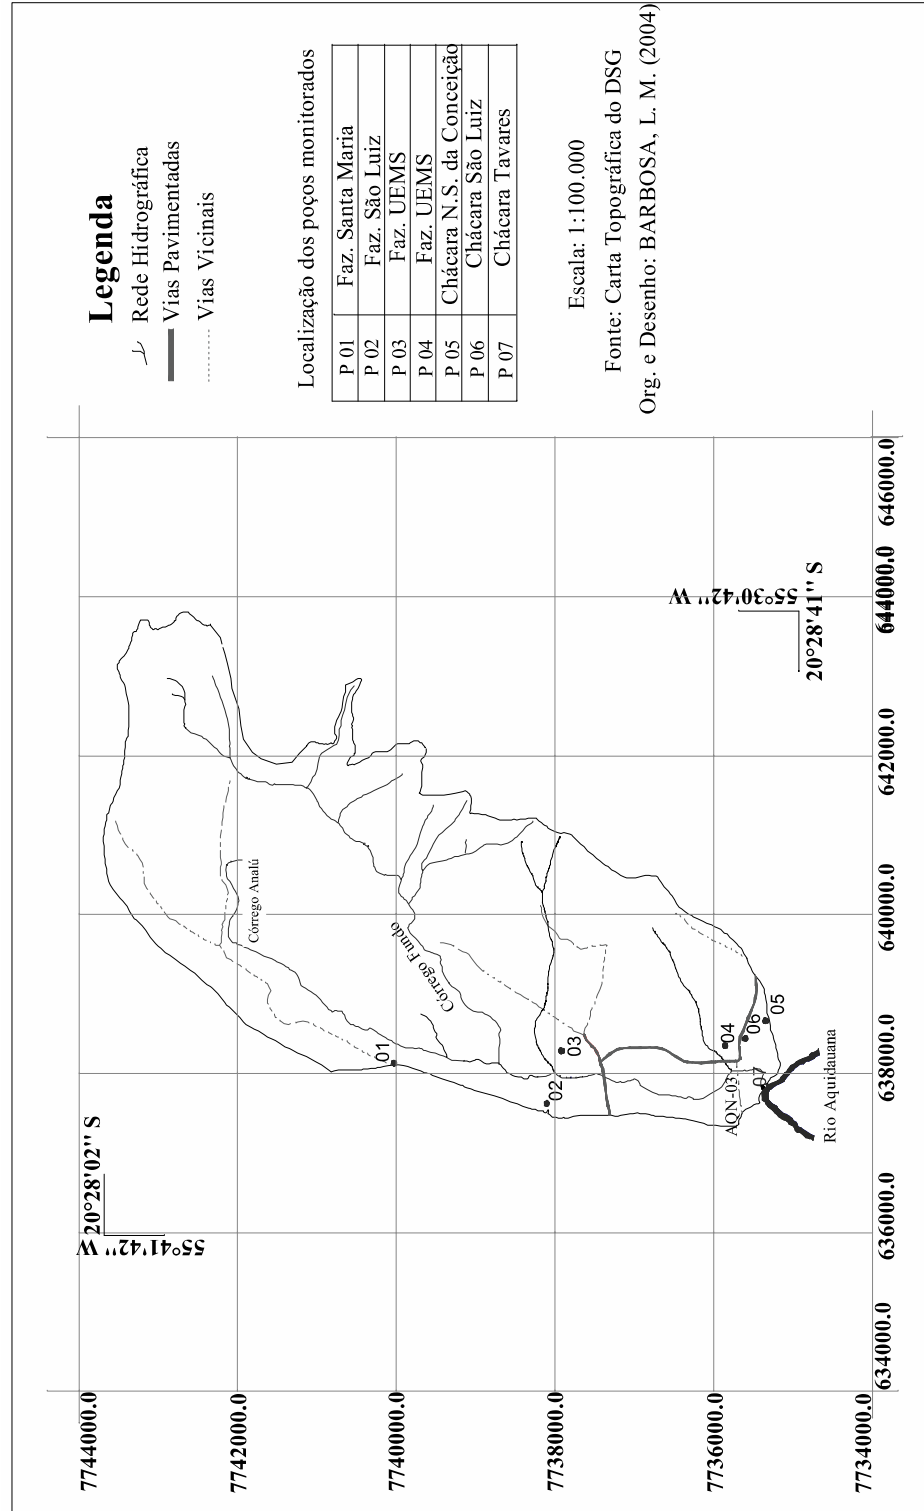 Legenda
Rede Hidrográfica
Vias Pavimentadas
Vias Vicinais
Localização dos poços monitorados
P 01 Faz. Santa Maria
P 02 Faz. São Luiz
P 03 Faz. UEMS
P 04 Faz. UEMS
P 05 Chácara N.S. da Conceição
P 06 Chácara São Luiz
P 07 Chácara Tavares
Escala: 1:100.000
Fonte: Carta Topográfica do DSG
Org. e Desenho: BARBOSA, L. M. (2004)
7744000.0
7742000.0
7740000.0
7738000.0
7736000.0
7734000.0
634000.0
636000.0
638000.0
640000.0
642000.0
644000.0
646000.0
20°28'02'' S
55°41'42'' W
55°30'42'' W
20°28'41'' S
Córrego Analú
Córrego Fundo
01
02
03
04
05
06
07
AQN-03
Rio Aquidauana